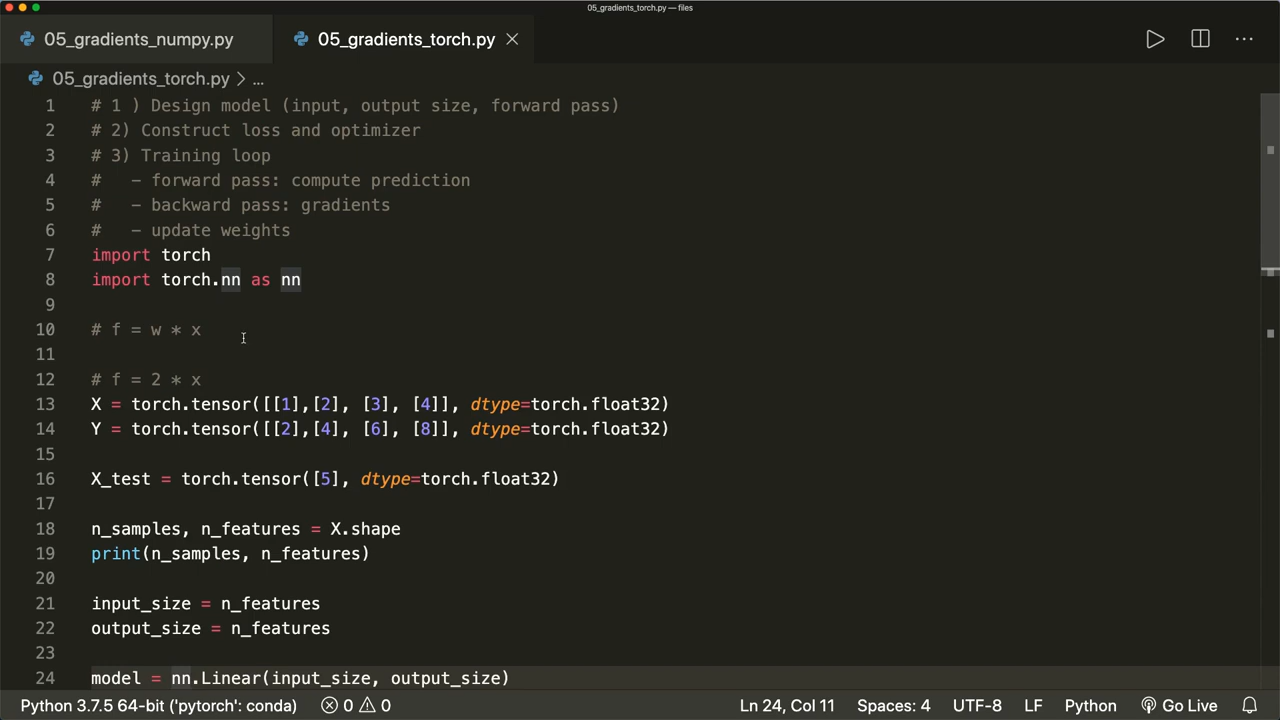 05_gradients_torch.py — files
05_gradients_numpy.py
05_gradients_torch.py
05_gradients_torch.py > ...
1 # 1 ) Design model (input, output size, forward pass)
2 # 2) Construct loss and optimizer
3 # 3) Training loop
4 #   - forward pass: compute prediction
5 #   - backward pass: gradients
6 #   - update weights
7 import torch
8 import torch.nn as nn
9
10 # f = w * x
11
12 # f = 2 * x
13 X = torch.tensor([[1],[2], [3], [4]], dtype=torch.float32)
14 Y = torch.tensor([[2],[4], [6], [8]], dtype=torch.float32)
15
16 X_test = torch.tensor([5], dtype=torch.float32)
17
18 n_samples, n_features = X.shape
19 print(n_samples, n_features)
20
21 input_size = n_features
22 output_size = n_features
23
24 model = nn.Linear(input_size, output_size)
Python 3.7.5 64-bit ('pytorch': conda) 0 0 Ln 24, Col 11 Spaces: 4 UTF-8 LF Python Go Live